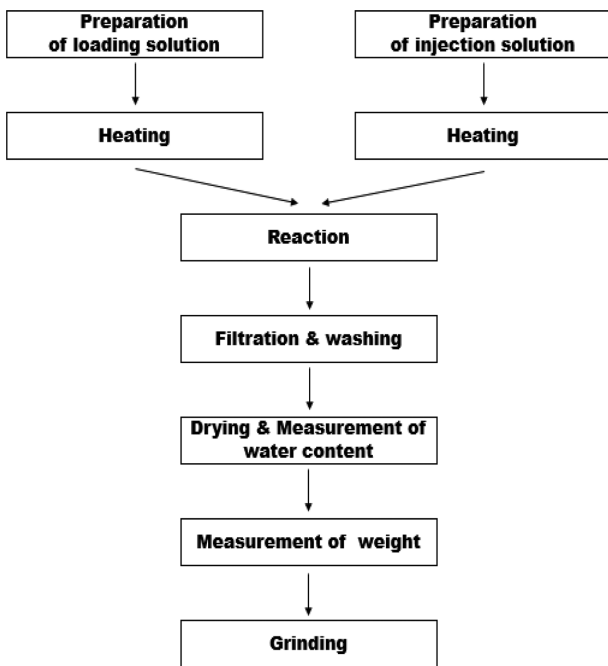 Preparation
of loading solution
Preparation
of injection solution
Heating
Heating
Reaction
Filtration & washing
Drying & Measurement of
water content
Measurement of weight
Grinding